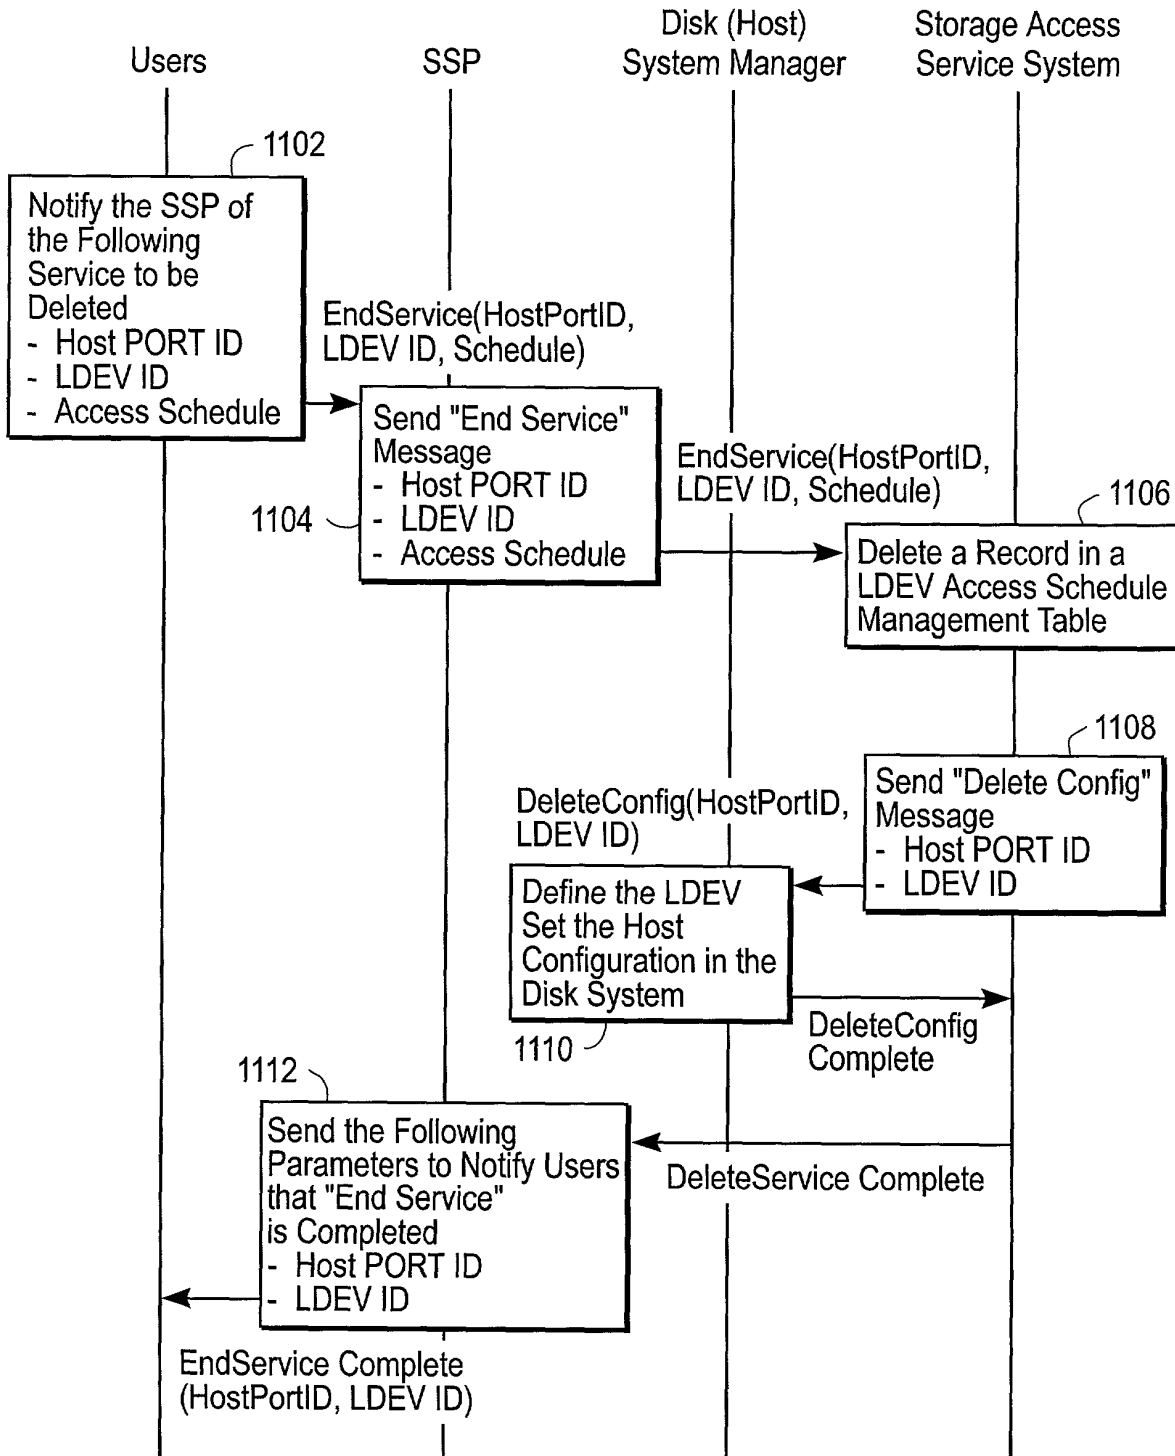 Users
SSP
Disk (Host)
System Manager
Storage Access
Service System
1102
Notify the SSP of
the Following
Service to be
Deleted
- Host PORT ID
- LDEV ID
- Access Schedule
EndService(HostPortID,
LDEV ID, Schedule)
Send "End Service"
Message
- Host PORT ID
- LDEV ID
- Access Schedule
1104
EndService(HostPortID,
LDEV ID, Schedule)
1106
Delete a Record in a
LDEV Access Schedule
Management Table
1108
Send "Delete Config"
Message
- Host PORT ID
- LDEV ID
DeleteConfig(HostPortID,
LDEV ID)
Define the LDEV
Set the Host
Configuration in the
Disk System
1110
DeleteConfig
Complete
1112
Send the Following
Parameters to Notify Users
that "End Service"
is Completed
- Host PORT ID
- LDEV ID
DeleteService Complete
EndService Complete
(HostPortID, LDEV ID)